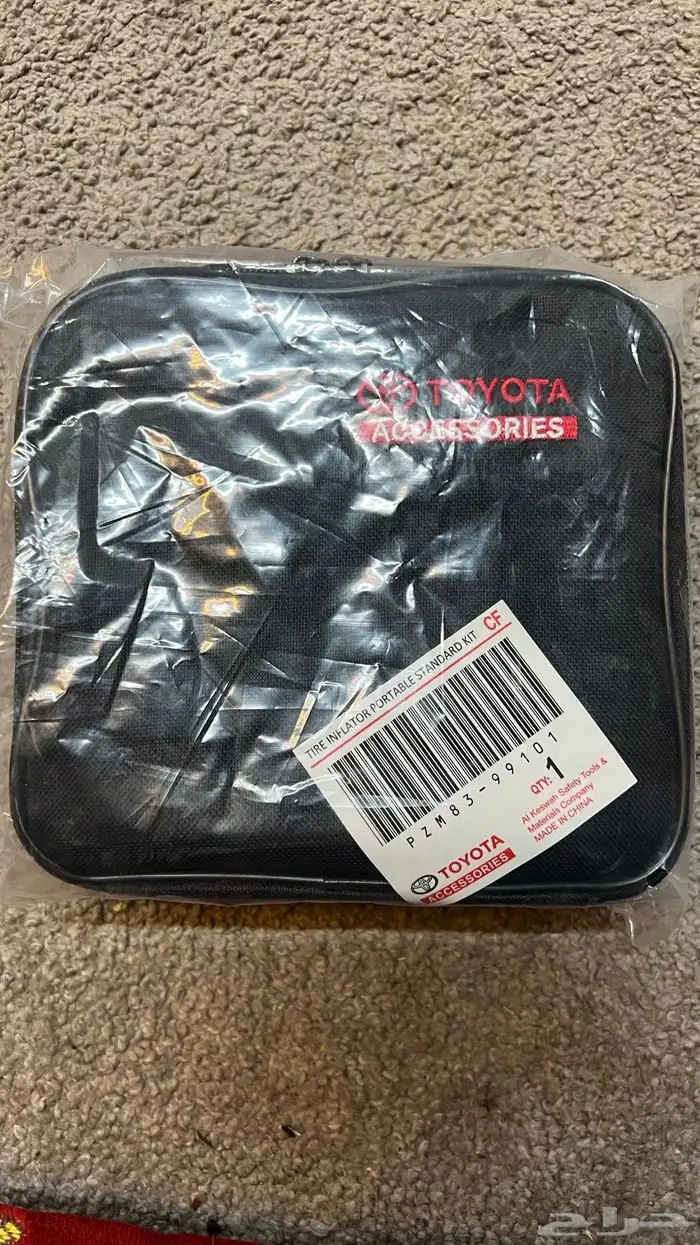 TOYOTA
ACCESSORIES
TIRE INFLATOR PORTABLE STANDARD KIT CF
PZM83-99101
QTY: 1
Al Keswah Safety Tools &
Materials Company
MADE IN CHINA
TOYOTA
ACCESSORIES
حراج